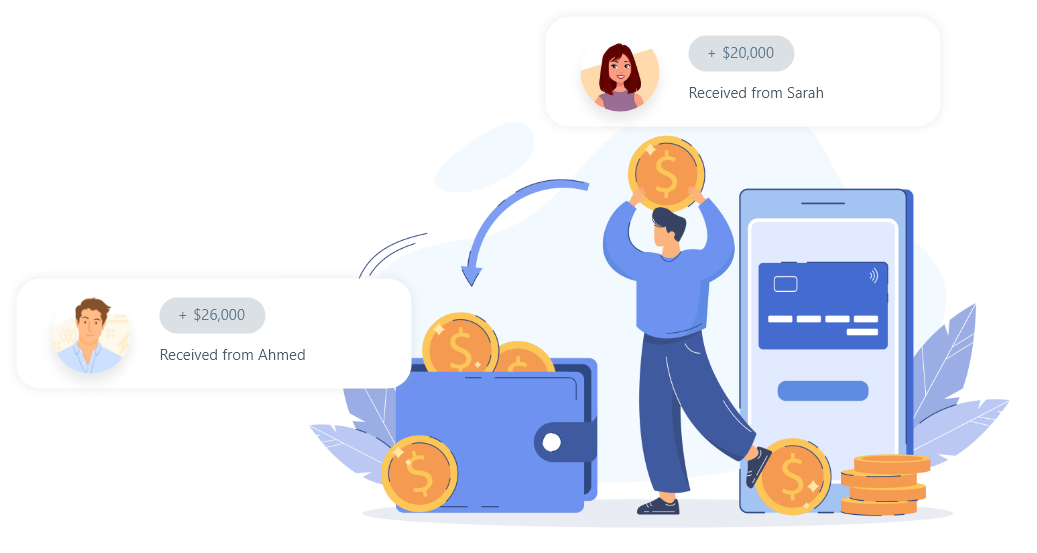 + $20,000
Received from Sarah
+ $26,000
Received from Ahmed